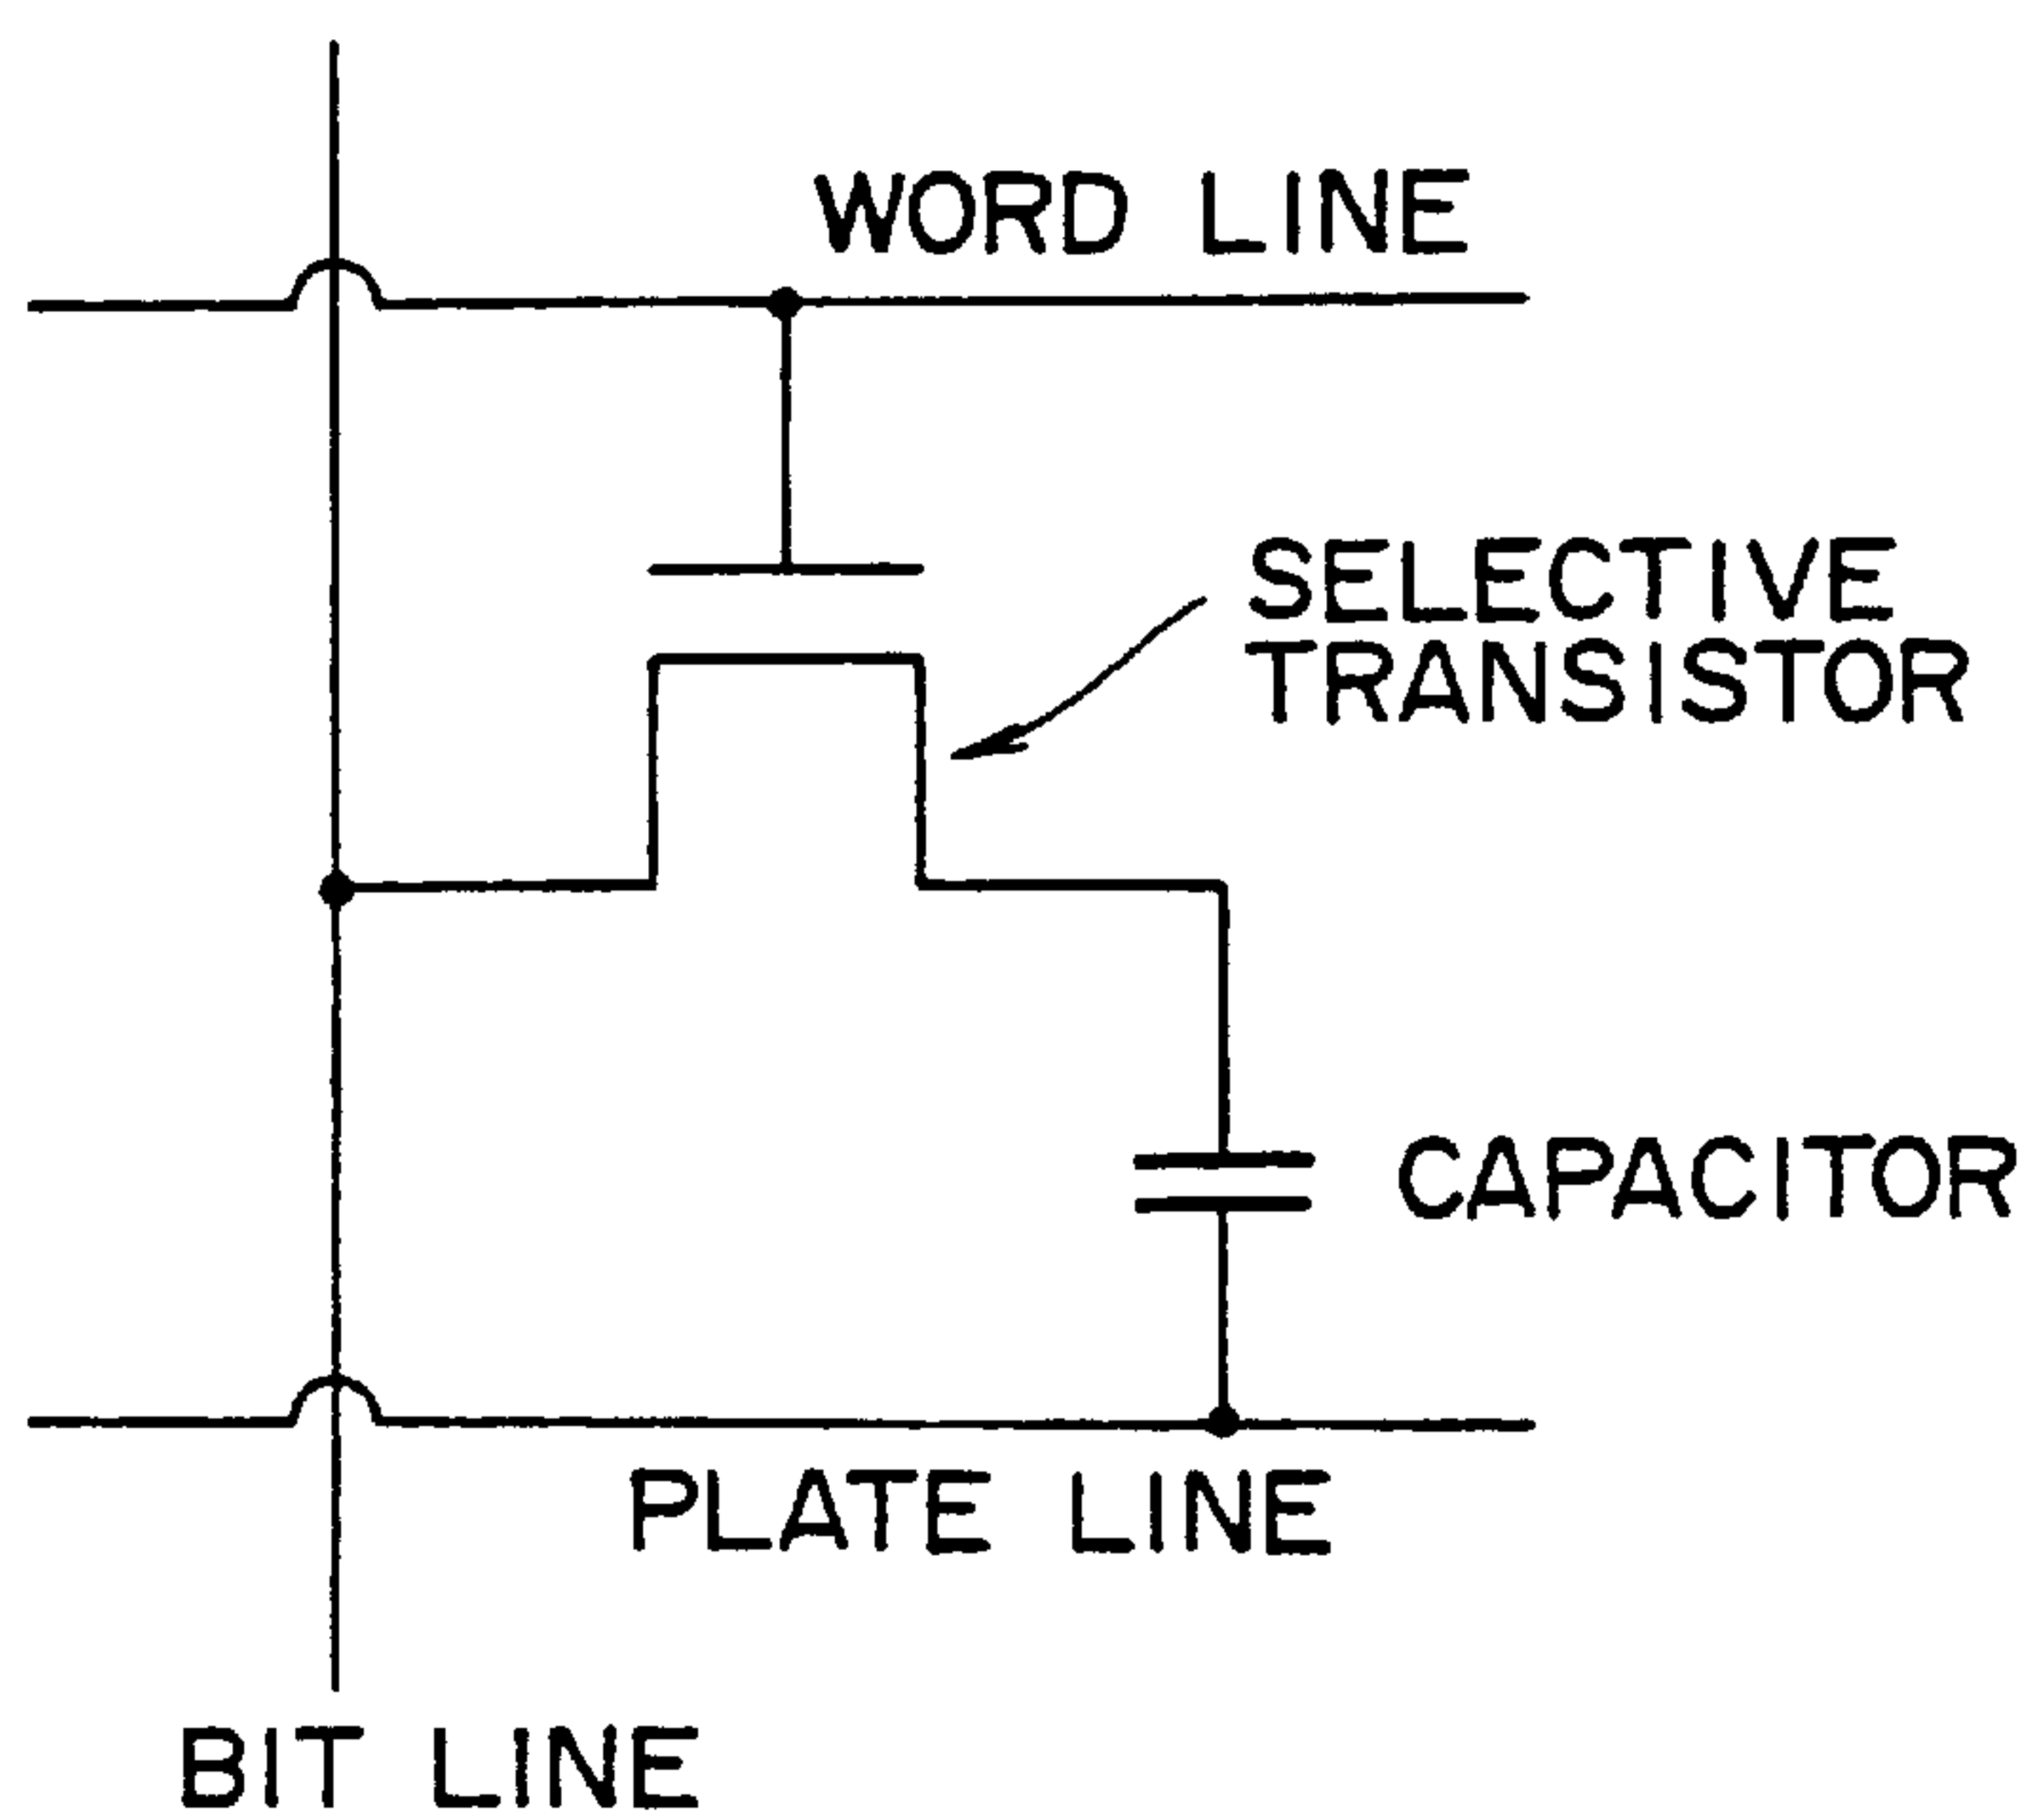 WORD LINE
SELECTIVE
TRANSISTOR
CAPACITOR
PLATE LINE
BIT LINE